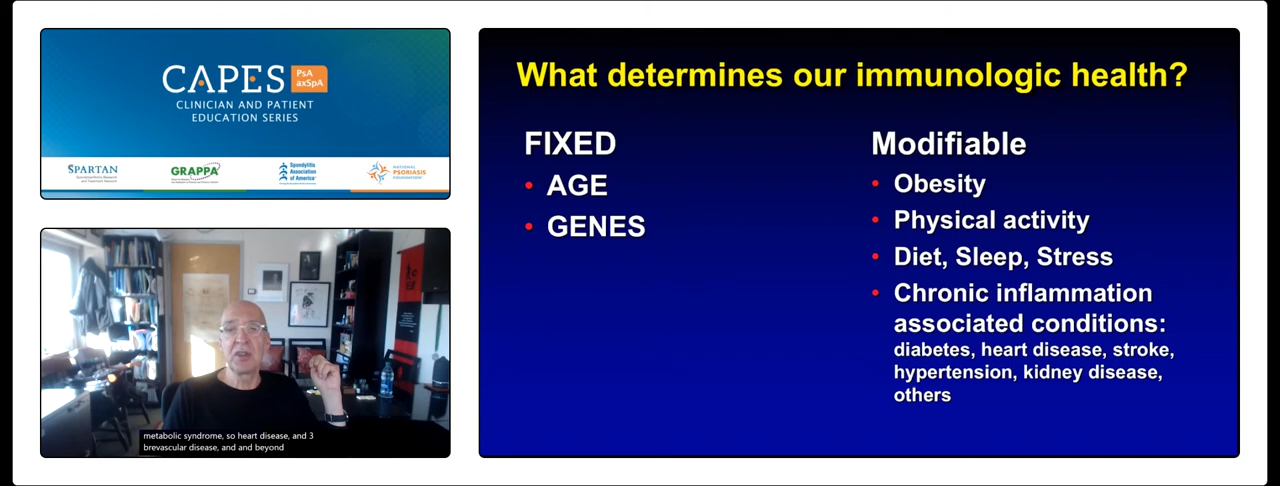 CAPES PsA axSpA
CLINICIAN AND PATIENT
EDUCATION SERIES
SPARTAN
GRAPPA
Spondylitis
Association
of America
NATIONAL
PSORIASIS
FOUNDATION
metabolic syndrome, so heart disease, and 3
brevascular disease, and and beyond
What determines our immunologic health?
FIXED
• AGE
• GENES
Modifiable
• Obesity
• Physical activity
• Diet, Sleep, Stress
• Chronic inflammation
associated conditions:
diabetes, heart disease, stroke,
hypertension, kidney disease,
others